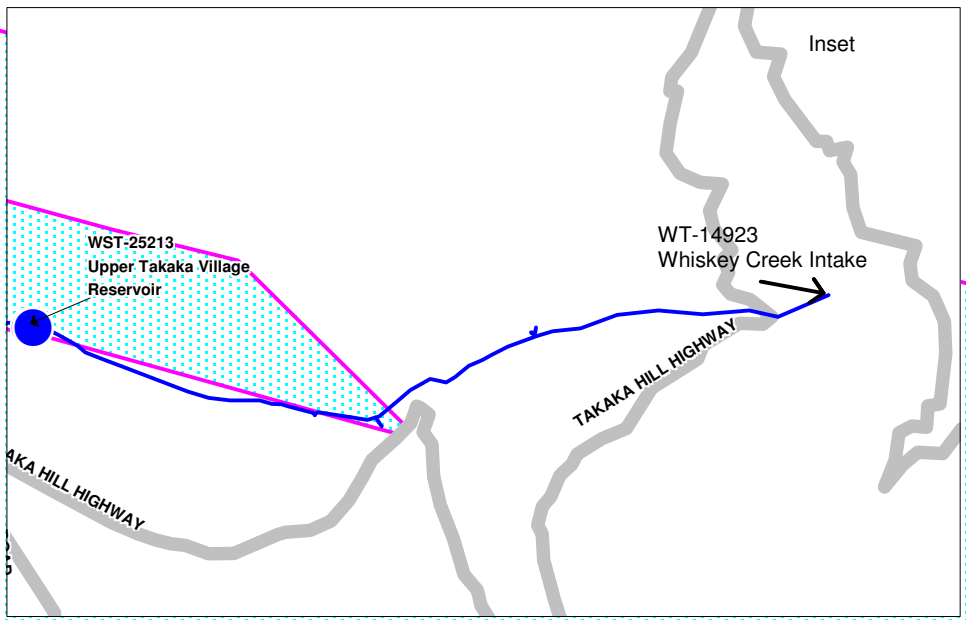 Inset
WT-14923
Whiskey Creek Intake
WST-25213
Upper Takaka Village
Reservoir
TAKAKA HILL HIGHWAY
AKA HILL HIGHWAY